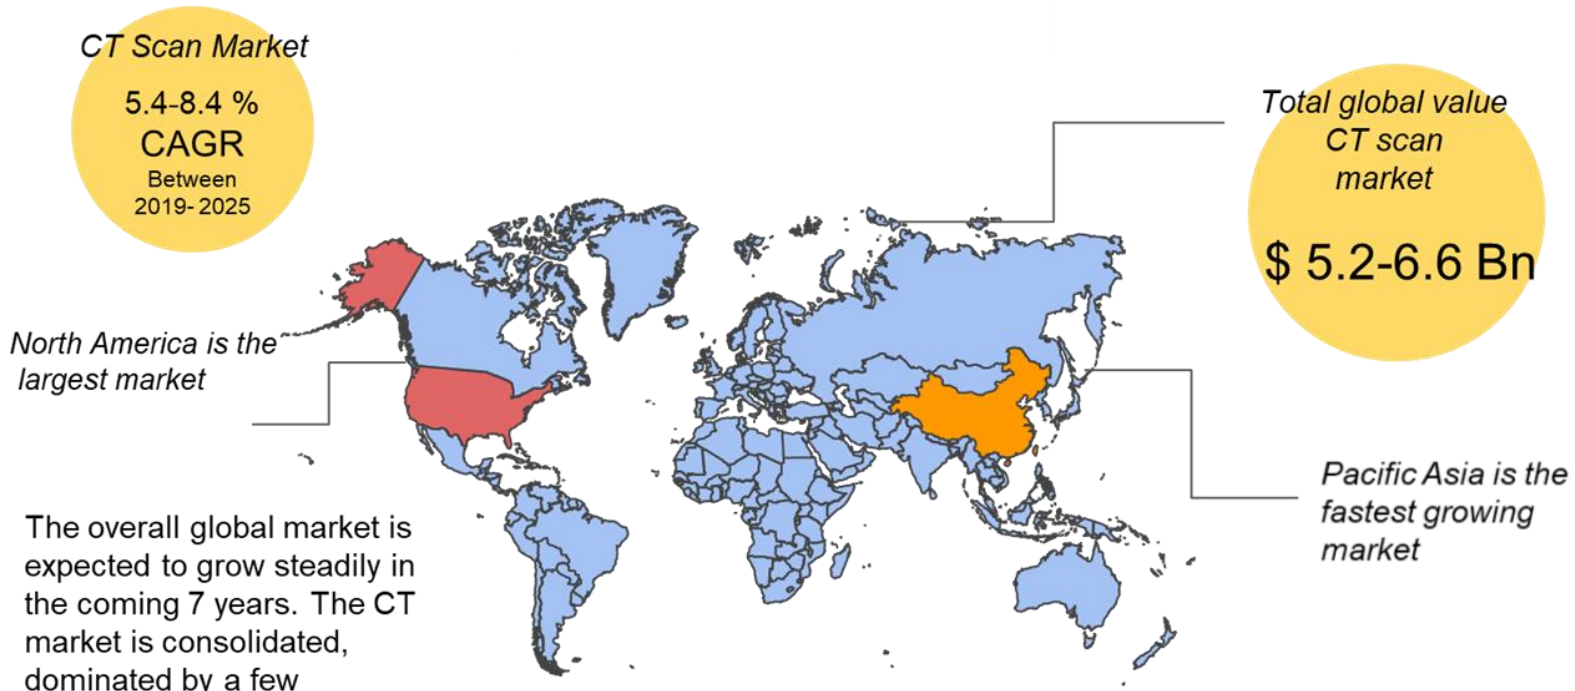 CT Scan Market
5.4-8.4 %
CAGR
Between
2019- 2025
Total global value
CT scan
market
$ 5.2-6.6 Bn
North America is the
largest market
Pacific Asia is the
fastest growing
market
The overall global market is
expected to grow steadily in
the coming 7 years. The CT
market is consolidated,
dominated by a few